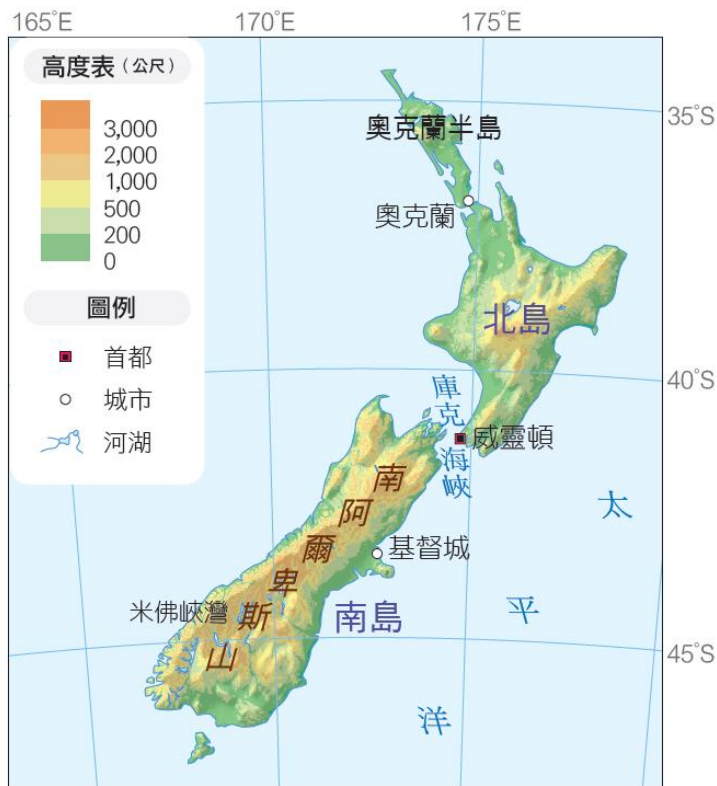 165°E 170°E 175°E
高度表（公尺）
3,000
2,000
1,000
500
200
0
圖例
首都
城市
河湖
35°S
奧克蘭半島
奧克蘭
北島
40°S
庫克海峽
威靈頓
南阿爾卑斯山
基督城
米佛峽灣
南島
45°S
太平洋